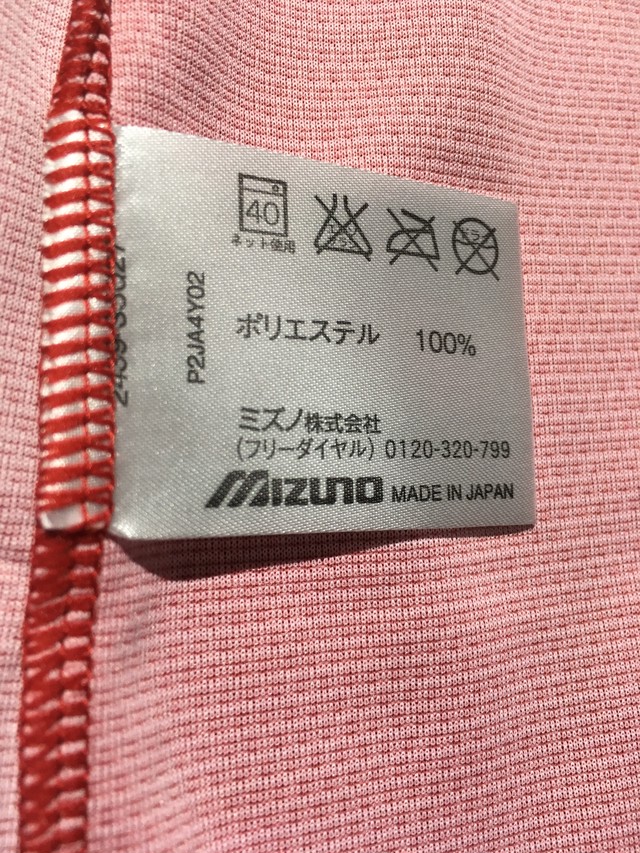 40
ネット使用
ポリエステル 100%
P2JA4Y02
ミズノ株式会社
(フリーダイヤル) 0120-320-799
MIZUNO MADE IN JAPAN